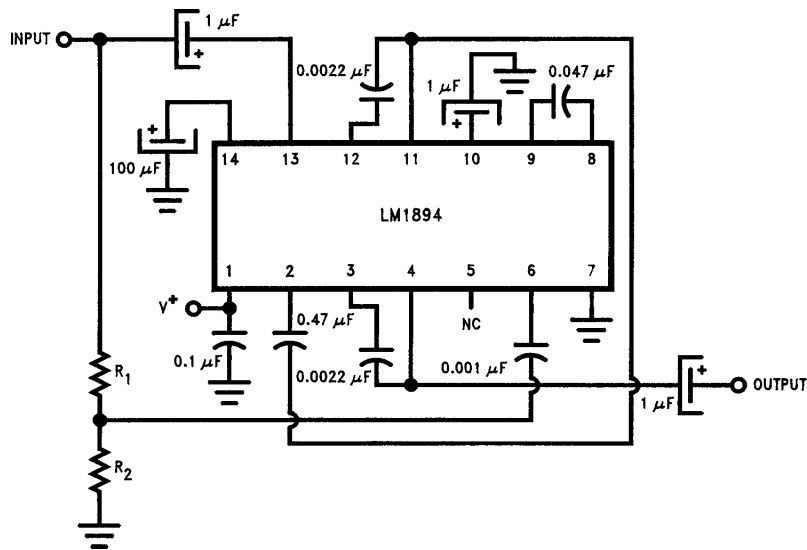 INPUT
1 μF
+
0.0022 μF
1 μF
0.047 μF
+
+
100 μF
14 13 12 11 10 9 8
LM1894
1 2 3 4 5 6 7
V+
0.47 μF
NC
0.1 μF
0.0022 μF
0.001 μF
R1
+
OUTPUT
1 μF
R2